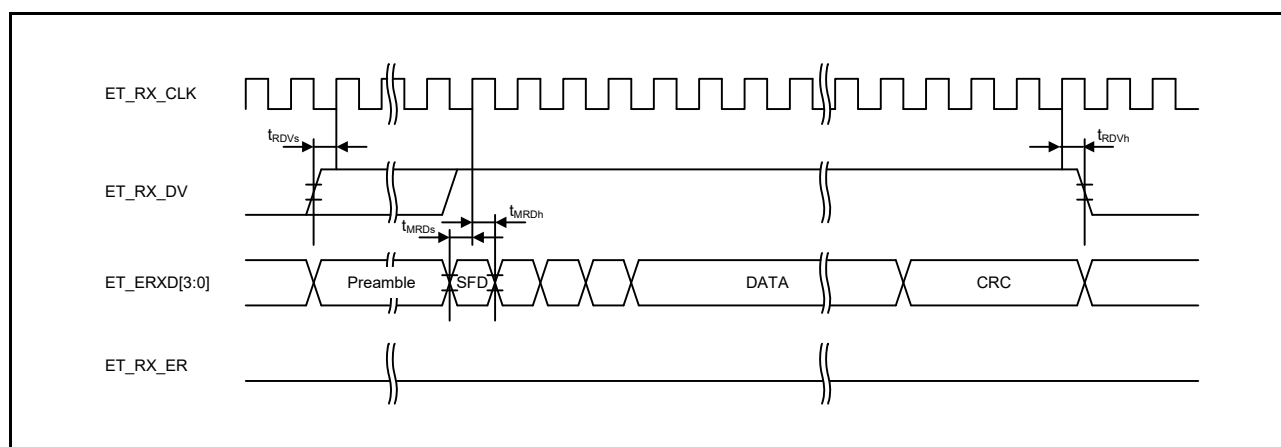 ET_RX_CLK
tRDVs
tRDVh
ET_RX_DV
tMRDs
tMRDh
ET_ERXD[3:0]
Preamble
SFD
DATA
CRC
ET_RX_ER